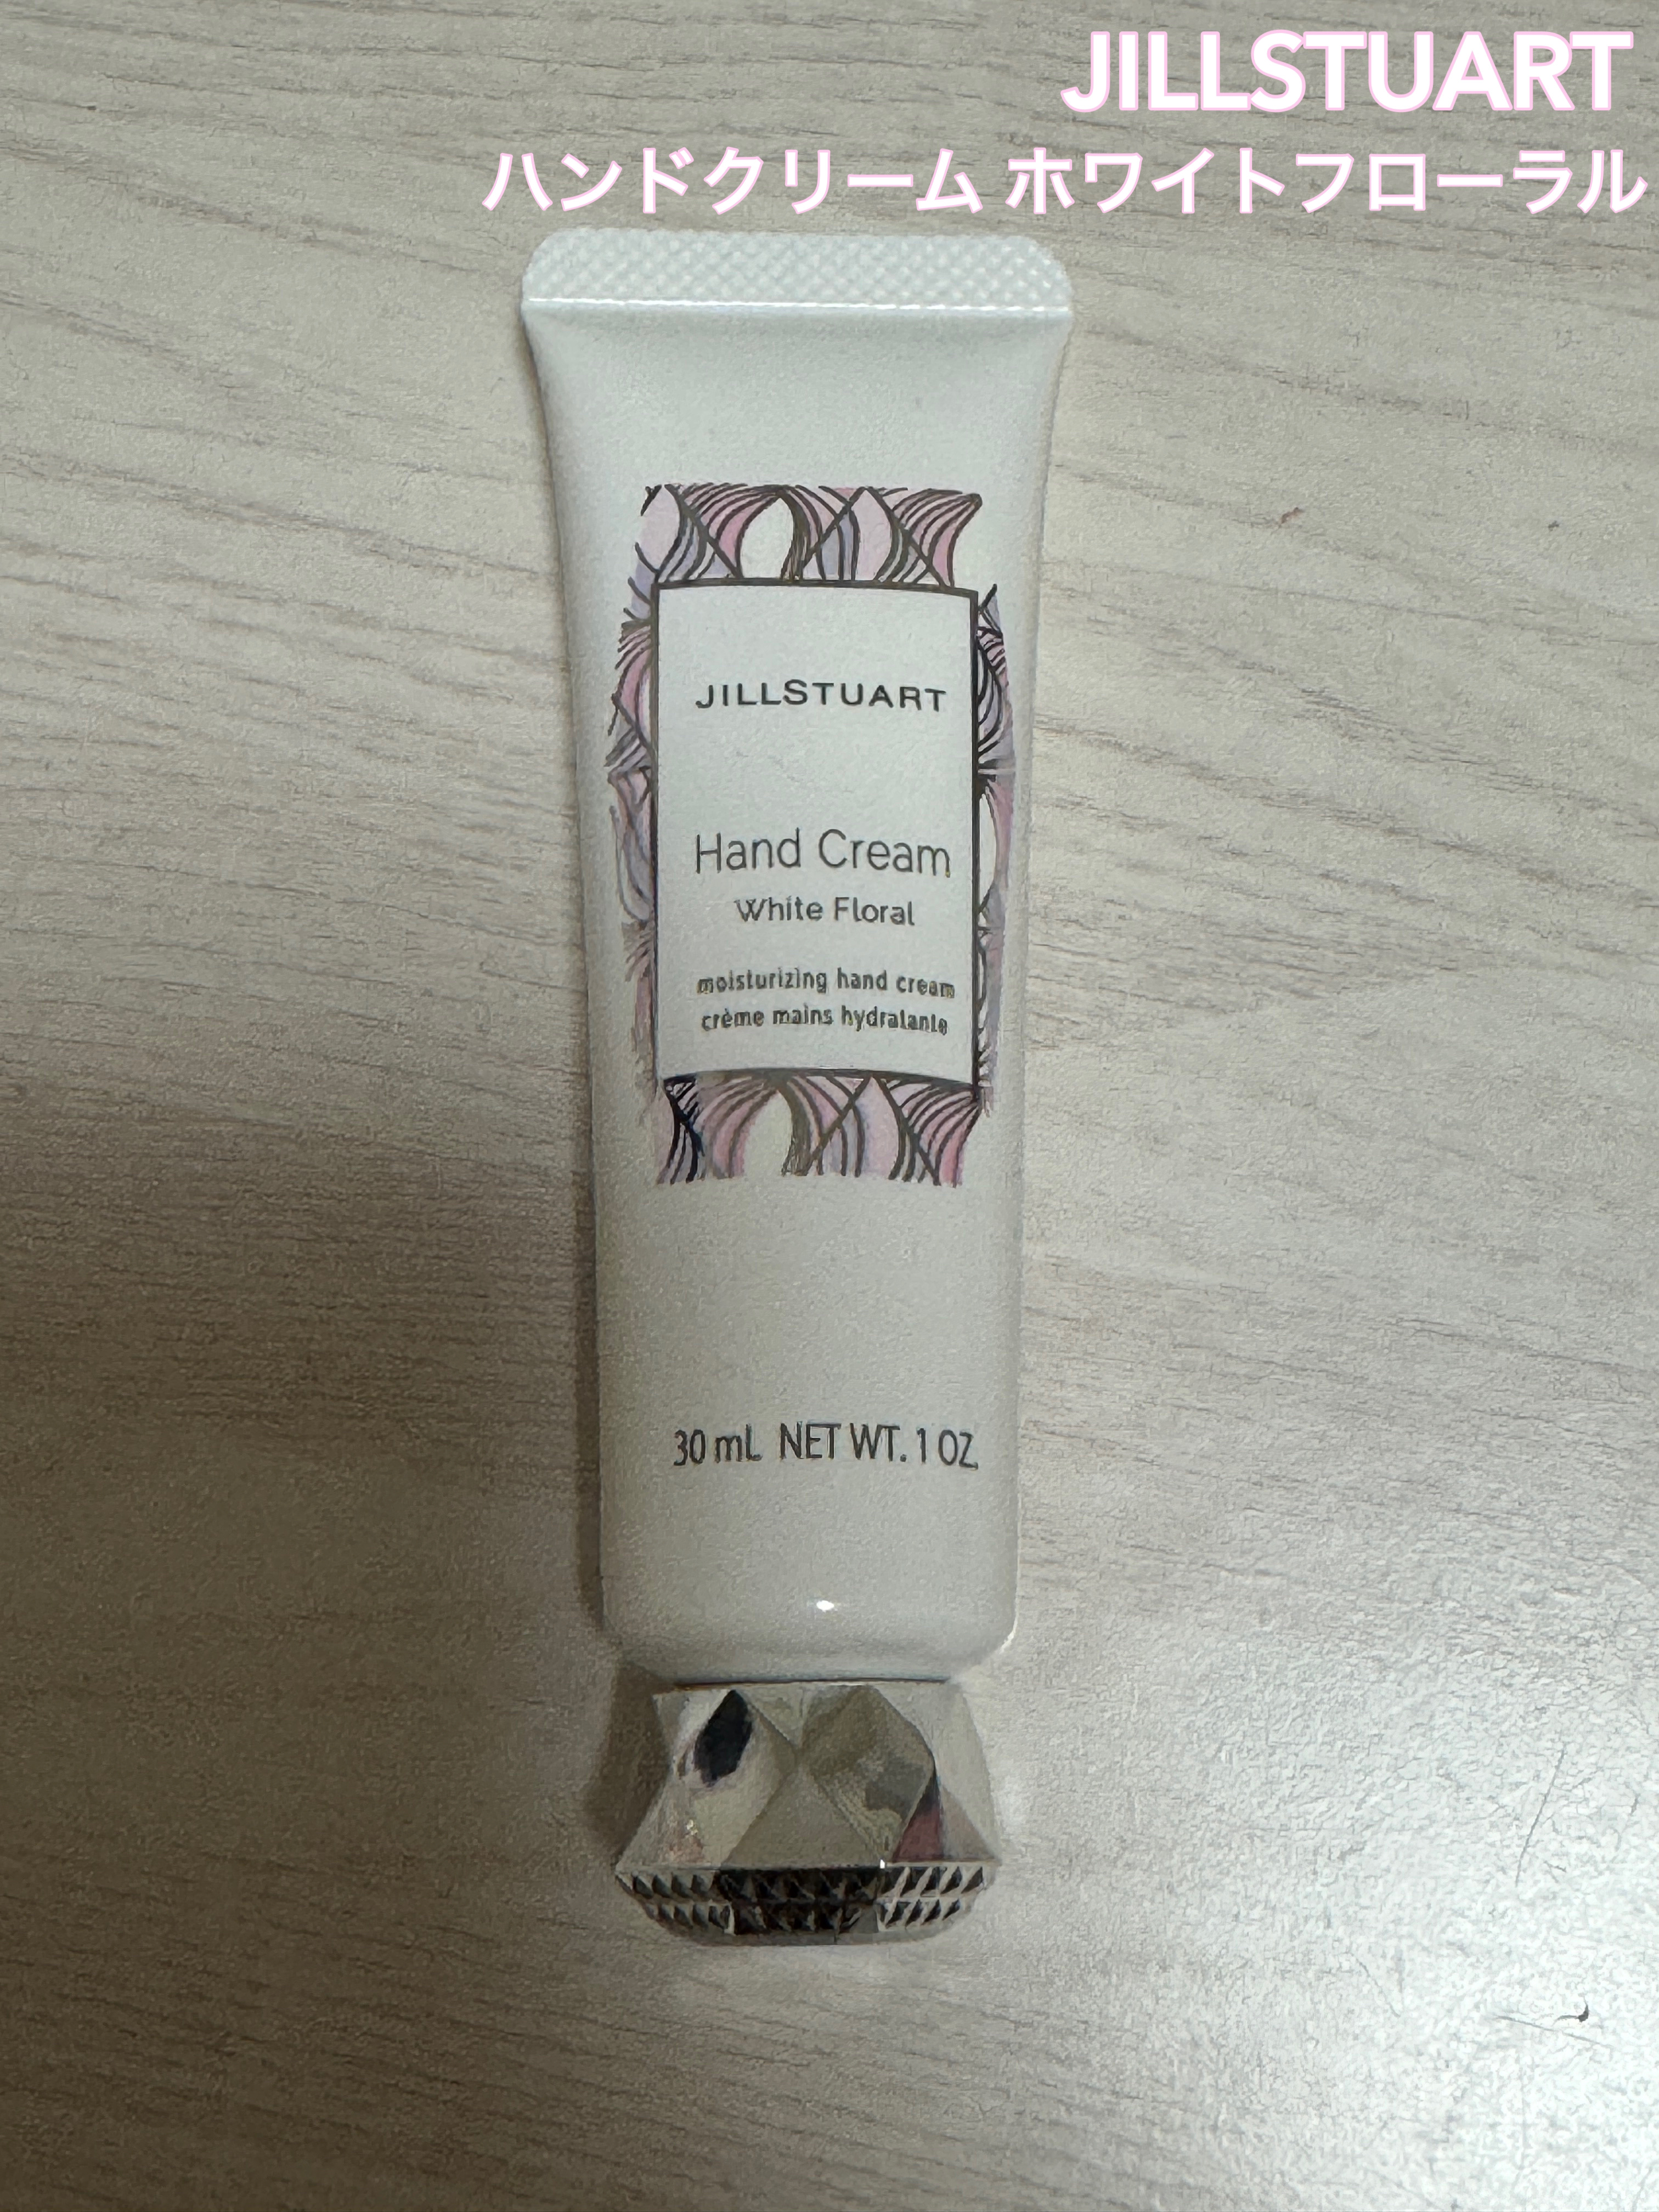 JILLSTUART
ハンドクリーム ホワイトフローラル
JILLSTUART
Hand Cream
White Floral
moisturizing hand cream
crème mains hydratante
30 mL NET WT. 1 OZ.